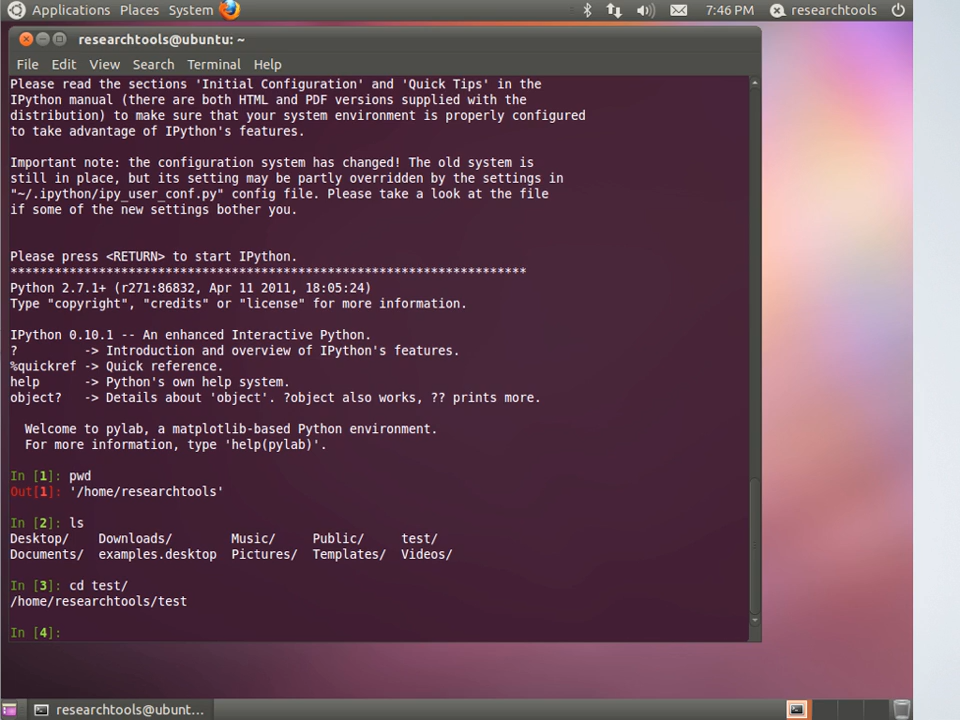 Applications Places System 7:46 PM researchtools
researchtools@ubuntu: ~
File Edit View Search Terminal Help
Please read the sections 'Initial Configuration' and 'Quick Tips' in the
IPython manual (there are both HTML and PDF versions supplied with the
distribution) to make sure that your system environment is properly configured
to take advantage of IPython's features.
Important note: the configuration system has changed! The old system is
still in place, but its setting may be partly overridden by the settings in
"~/.ipython/ipy_user_conf.py" config file. Please take a look at the file
if some of the new settings bother you.
Please press <RETURN> to start IPython.
**********************************************************************
Python 2.7.1+ (r271:86832, Apr 11 2011, 18:05:24)
Type "copyright", "credits" or "license" for more information.
IPython 0.10.1 -- An enhanced Interactive Python.
? -> Introduction and overview of IPython's features.
%quickref -> Quick reference.
help -> Python's own help system.
object? -> Details about 'object'. ?object also works, ?? prints more.
Welcome to pylab, a matplotlib-based Python environment.
For more information, type 'help(pylab)'.
In [1]: pwd
Out[1]: '/home/researchtools'
In [2]: ls
Desktop/ Downloads/ Music/ Public/ test/
Documents/ examples.desktop Pictures/ Templates/ Videos/
In [3]: cd test/
/home/researchtools/test
In [4]:
researchtools@ubunt...